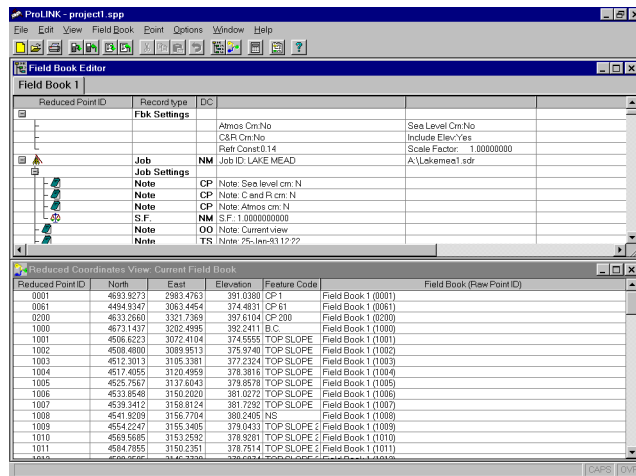 ProLINK - project1.spp
File Edit View Field Book Point Options Window Help
Field Book Editor
Field Book 1
Reduced Point ID Record type DC
Fbk Settings
Atmos Crn:No Sea Level Crn:No
C&R Crn:No Include Elev:Yes
Refr Const:0.14 Scale Factor: 1.00000000
Job NM Job ID: LAKE MEAD A:\Lakemea1.sdr
Job Settings
Note CP Note: Sea level crn: N
Note CP Note: C and R crn: N
Note CP Note: Atmos crn: N
S.F. NM S.F.: 1.0000000000
Note OO Note: Current view
Note TS Note: 25-Jan-93 12:22
Reduced Coordinates View: Current Field Book
Reduced Point ID North East Elevation Feature Code Field Book (Raw Point ID)
0001 4693.9273 2983.4763 391.0380 CP 1 Field Book 1 (0001)
0061 4494.9347 3063.4454 374.4831 CP 61 Field Book 1 (0061)
0200 4633.2660 3321.7369 397.6104 CP 200 Field Book 1 (0200)
1000 4673.1437 3202.4995 392.2411 B.C. Field Book 1 (1000)
1001 4506.6223 3072.4104 374.5555 TOP SLOPE Field Book 1 (1001)
1002 4508.4800 3089.9513 375.9740 TOP SLOPE Field Book 1 (1002)
1003 4512.3013 3105.3381 377.2324 TOP SLOPE Field Book 1 (1003)
1004 4517.4055 3120.4959 378.3816 TOP SLOPE Field Book 1 (1004)
1005 4525.7567 3137.6043 379.8578 TOP SLOPE Field Book 1 (1005)
1006 4533.8548 3150.2020 381.0272 TOP SLOPE Field Book 1 (1006)
1007 4539.3412 3158.8124 381.7292 TOP SLOPE Field Book 1 (1007)
1008 4541.9209 3156.7704 380.2405 NS Field Book 1 (1008)
1009 4554.2247 3155.3405 379.0433 TOP SLOPE 2 Field Book 1 (1009)
1010 4569.5685 3153.2592 378.9281 TOP SLOPE 2 Field Book 1 (1010)
1011 4584.7855 3150.2351 378.7514 TOP SLOPE 2 Field Book 1 (1011)
CAPS OVR